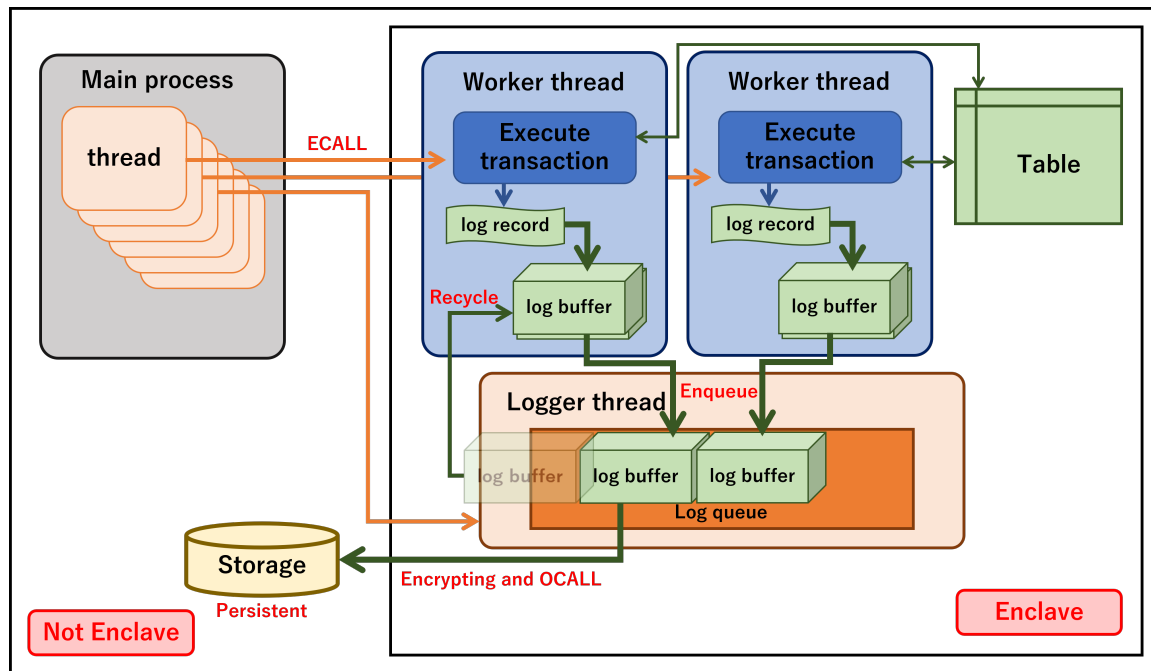 Main process
thread
ECALL
Worker thread
Execute
transaction
log record
log buffer
Recycle
Worker thread
Execute
transaction
log record
log buffer
Table
Enqueue
Logger thread
log buffer
log buffer
log buffer
Log queue
Storage
Persistent
Encrypting and OCALL
Not Enclave
Enclave